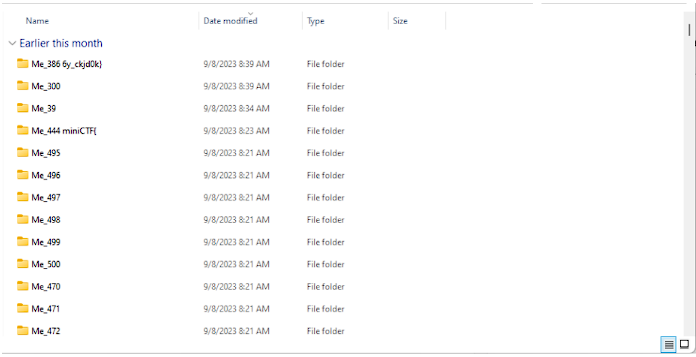 Name Date modified Type Size
Earlier this month
Me_386 6y_ckjd0k} 9/8/2023 8:39 AM File folder
Me_300 9/8/2023 8:39 AM File folder
Me_39 9/8/2023 8:34 AM File folder
Me_444 miniCTF{ 9/8/2023 8:23 AM File folder
Me_495 9/8/2023 8:21 AM File folder
Me_496 9/8/2023 8:21 AM File folder
Me_497 9/8/2023 8:21 AM File folder
Me_498 9/8/2023 8:21 AM File folder
Me_499 9/8/2023 8:21 AM File folder
Me_500 9/8/2023 8:21 AM File folder
Me_470 9/8/2023 8:21 AM File folder
Me_471 9/8/2023 8:21 AM File folder
Me_472 9/8/2023 8:21 AM File folder